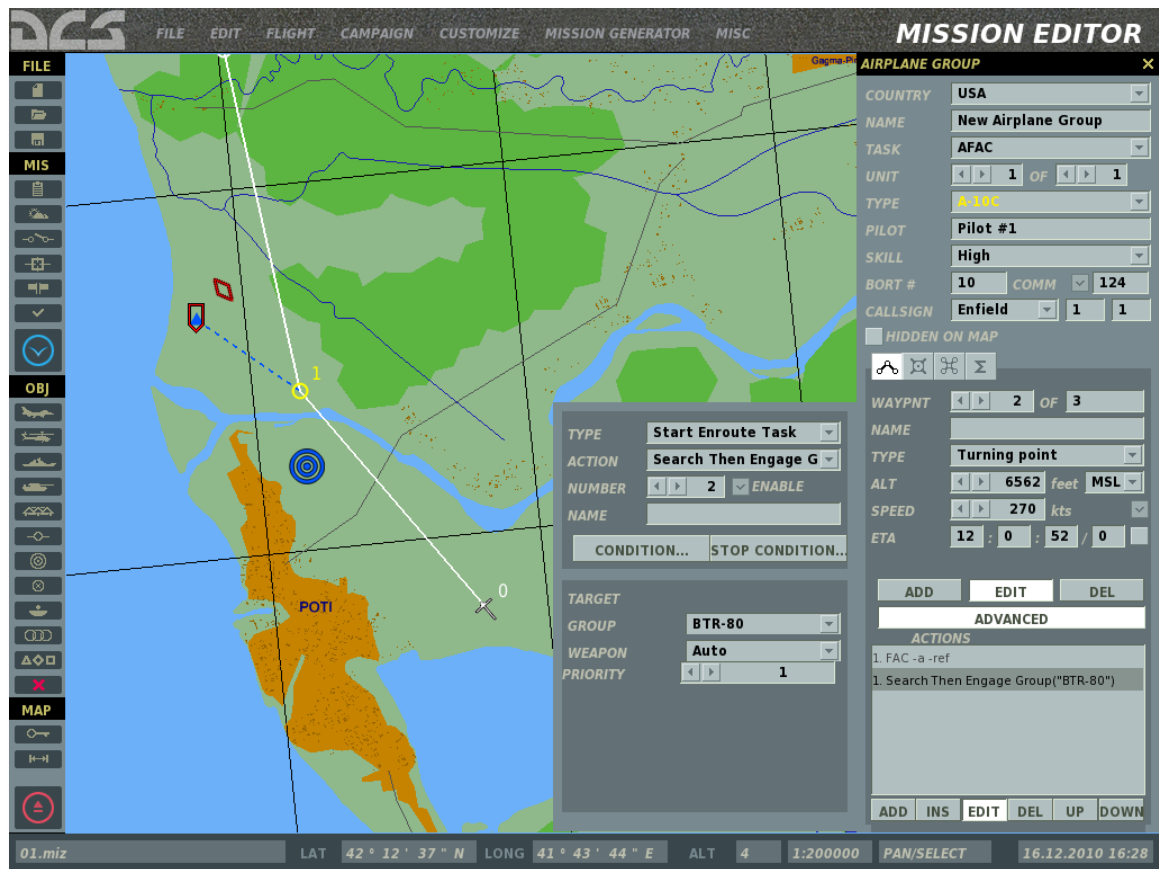 DCS
FILE EDIT FLIGHT CAMPAIGN CUSTOMIZE MISSION GENERATOR MISC
MISSION EDITOR
FILE
MIS
OBJ
MAP
Gagma-Pi
1
0
POTI
TYPE Start Enroute Task
ACTION Search Then Engage G
NUMBER 2 ENABLE
NAME
CONDITION... STOP CONDITION...
TARGET
GROUP BTR-80
WEAPON Auto
PRIORITY 1
AIRPLANE GROUP ×
COUNTRY USA
NAME New Airplane Group
TASK AFAC
UNIT 1 OF 1
TYPE A-10C
PILOT Pilot #1
SKILL High
BORT # 10 COMM 124
CALLSIGN Enfield 1 1
HIDDEN ON MAP
Σ
WAYPNT 2 OF 3
NAME
TYPE Turning point
ALT 6562 feet MSL
SPEED 270 kts
ETA 12 : 0 : 52 / 0
ADD EDIT DEL
ADVANCED
ACTIONS
1. FAC -a -ref
1. Search Then Engage Group("BTR-80")
ADD INS EDIT DEL UP DOWN
01.miz LAT 42 ° 12 ' 37 " N LONG 41 ° 43 ' 44 " E ALT 4 1:200000 PAN/SELECT 16.12.2010 16:28